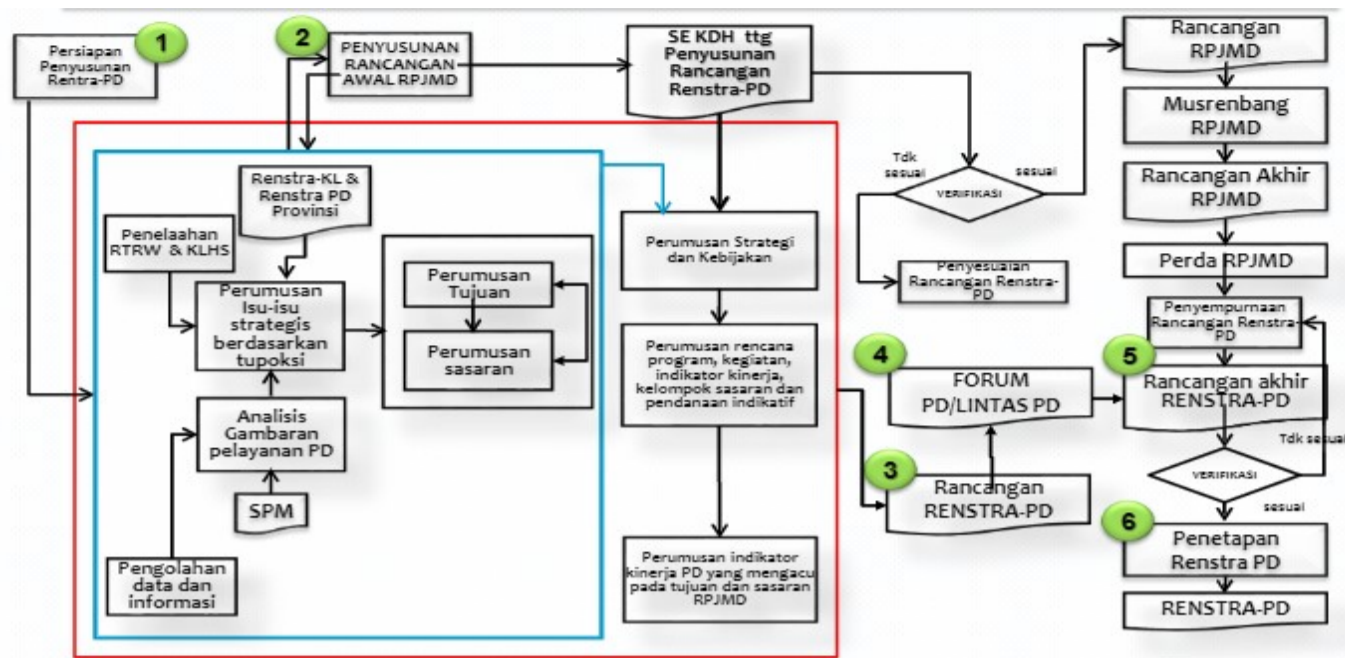 1
Persiapan
Penyusunan
Rentra-PD
2
PENYUSUNAN
RANCANGAN
AWAL RPJMD
SE KDH ttg
Penyusunan
Rancangan
Renstra-PD
Rancangan
RPJMD
Musrenbang
RPJMD
Rancangan Akhir
RPJMD
Perda RPJMD
Tdk
sesuai
VERIFIKASI
sesuai
Penyesuaian
Rancangan Renstra-
PD
Renstra-KL &
Renstra PD
Provinsi
Penelaahan
RTRW & KLHS
Perumusan
Isu-isu
strategis
berdasarkan
tupoksi
Perumusan
Tujuan
Perumusan
sasaran
Analisis
Gambaran
pelayanan PD
SPM
Pengolahan
data dan
informasi
Perumusan Strategi
dan Kebijakan
Perumusan rencana
program, kegiatan,
indikator kinerja,
kelompok sasaran dan
pendanaan indikatif
Perumusan indikator
kinerja PD yang mengacu
pada tujuan dan sasaran
RPJMD
3
Rancangan
RENSTRA-PD
4
FORUM
PD/LINTAS PD
Penyempurnaan
Rancangan Renstra-
PD
5
Rancangan akhir
RENSTRA-PD
Tdk sesuai
VERIFIKASI
sesuai
6
Penetapan
Renstra PD
RENSTRA-PD